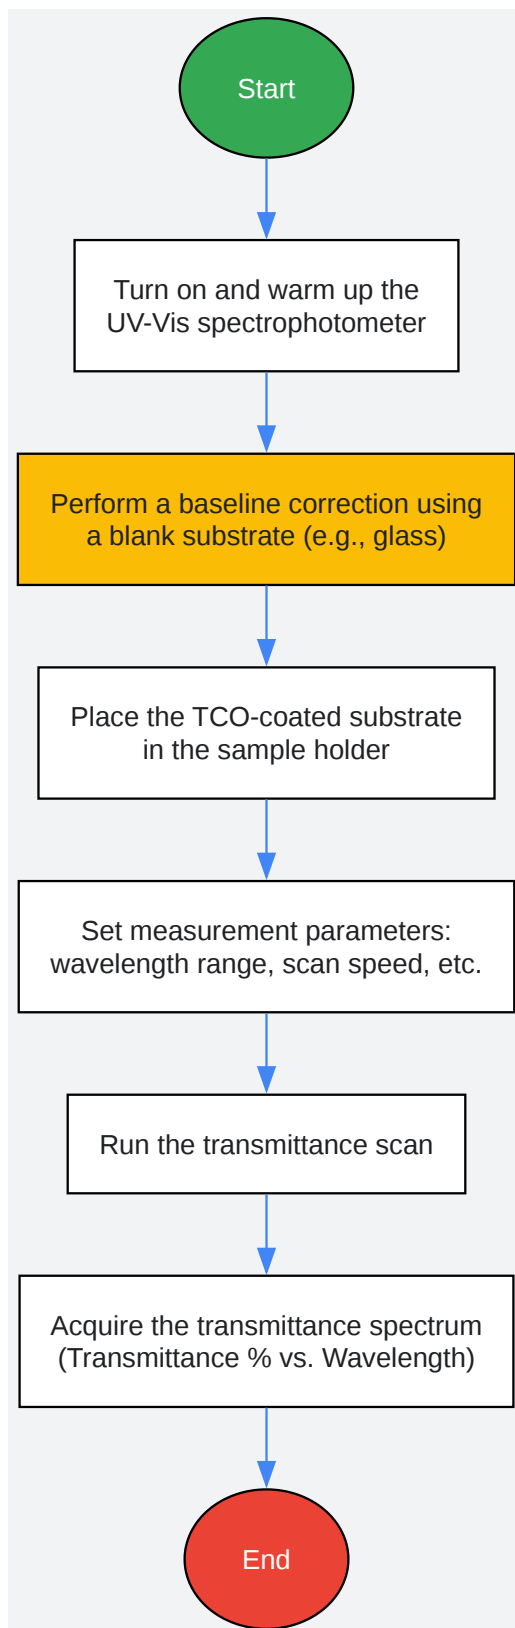 Start
Turn on and warm up the
UV-Vis spectrophotometer
Perform a baseline correction using
a blank substrate (e.g., glass)
Place the TCO-coated substrate
in the sample holder
Set measurement parameters:
wavelength range, scan speed, etc.
Run the transmittance scan
Acquire the transmittance spectrum
(Transmittance % vs. Wavelength)
End